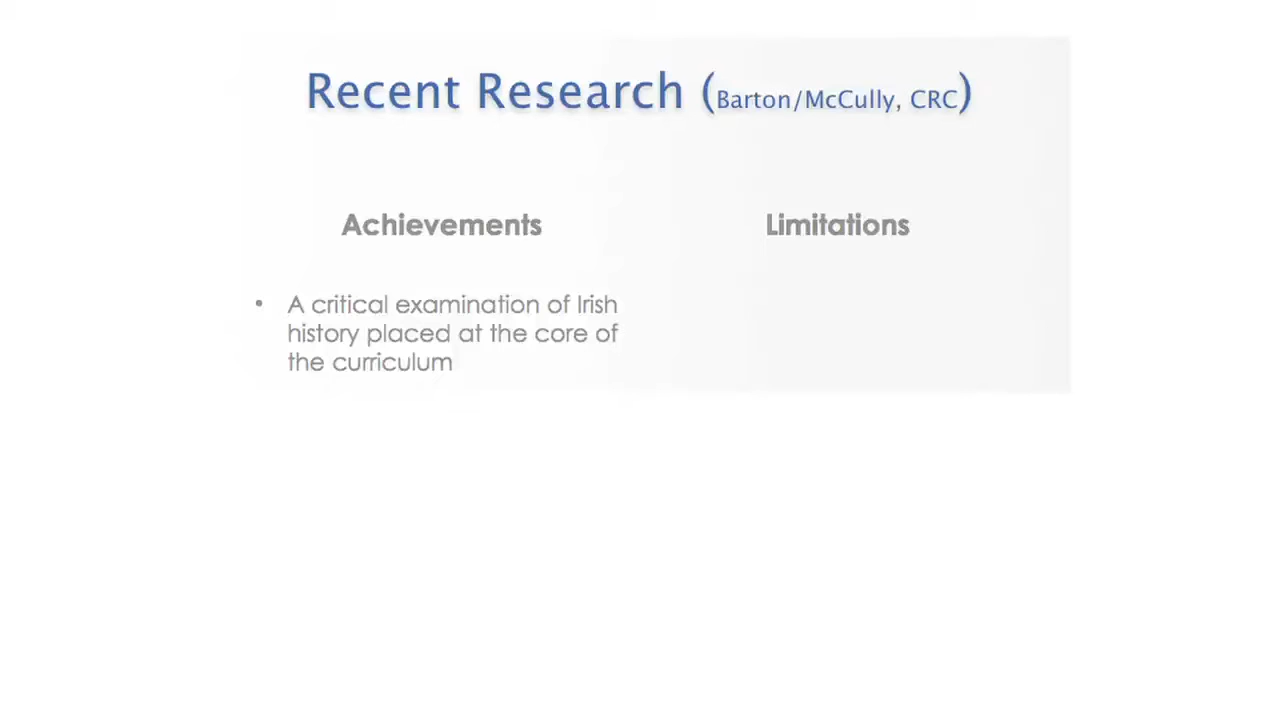 Recent Research (Barton/McCully, CRC)
Achievements
Limitations
• A critical examination of Irish
history placed at the core of
the curriculum